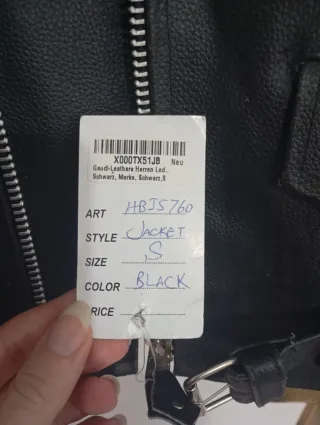 X000TX51JB Neu
Gaudi-Leathers Herren Led..
Schwarz, Marke, Schwarz,S
ART HBJS760
STYLE JACKET
SIZE S
COLOR BLACK
RICE